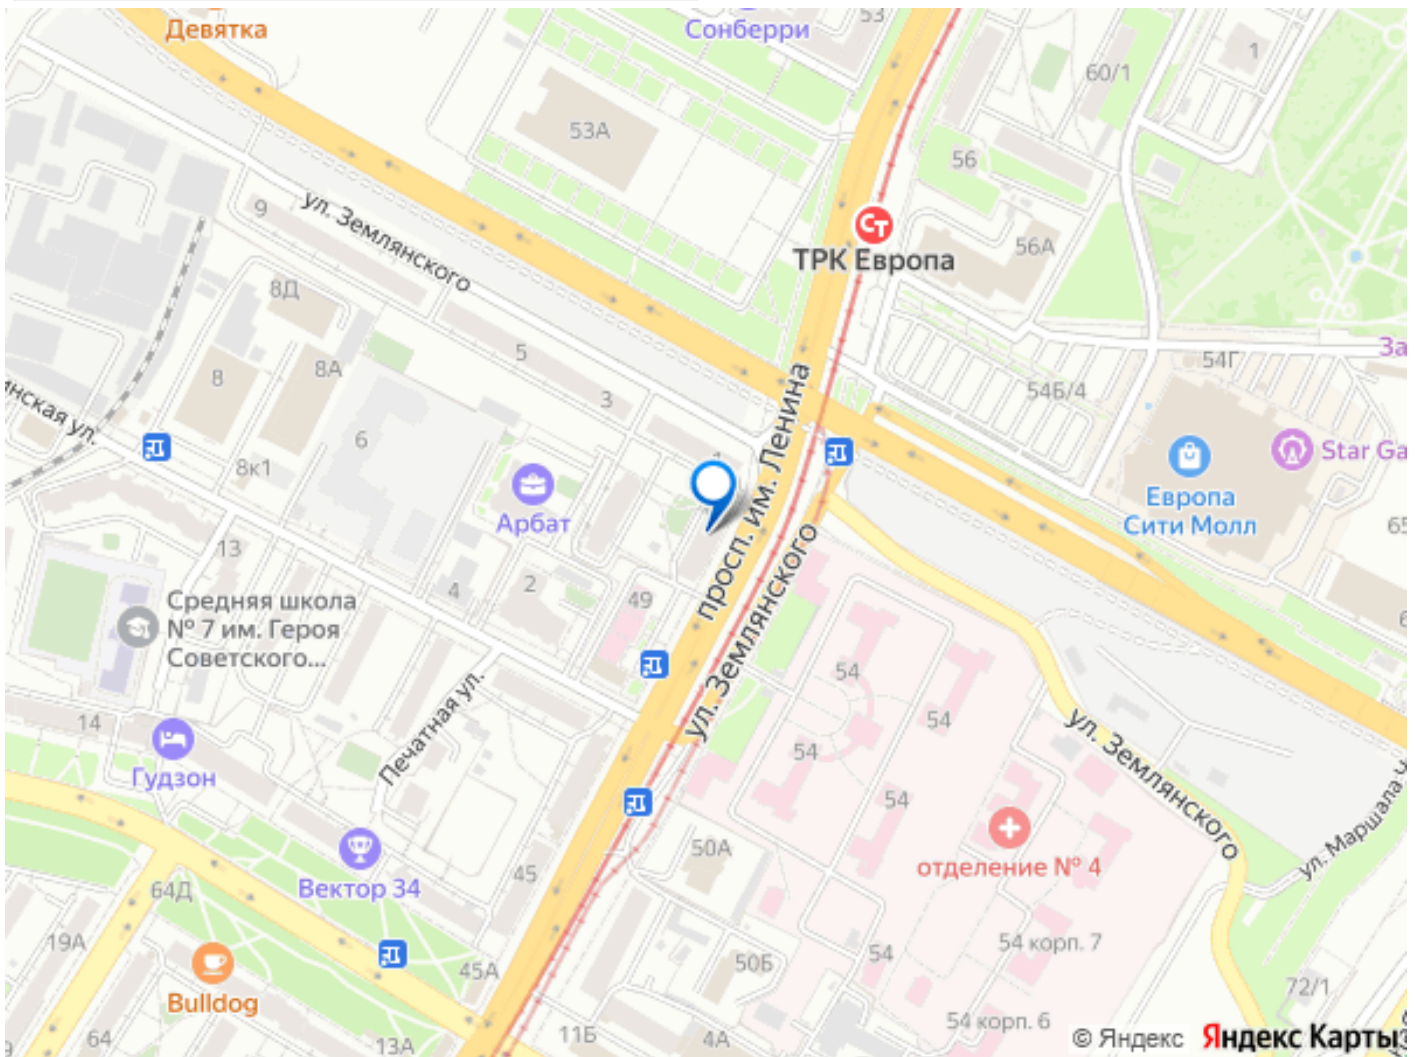 Девятка
Сонберри
53
1
60/1
53А
56
9
ул. Землянского
ТРК Европа
56А
8Д
5
8А
8
3
54Г
За
54Б/4
инская ул.
6
8к1
просп. им. Ленина
Star Ga
Арбат
Европа
Сити Молл
65
13
4
2
49
ул. Землянского
Средняя школа
№ 7 им. Героя
Советского...
54
54
54
14
Печатная ул.
Гудзон
ул. Землянского
54
ул. Маршала Ч
50А
отделение № 4
Вектор 34
45
64Д
19А
45А
50Б
54
54 корп. 7
Bulldog
72/1
64
13А
11Б
4А
54 корп. 6
© Яндекс Яндекс Карты